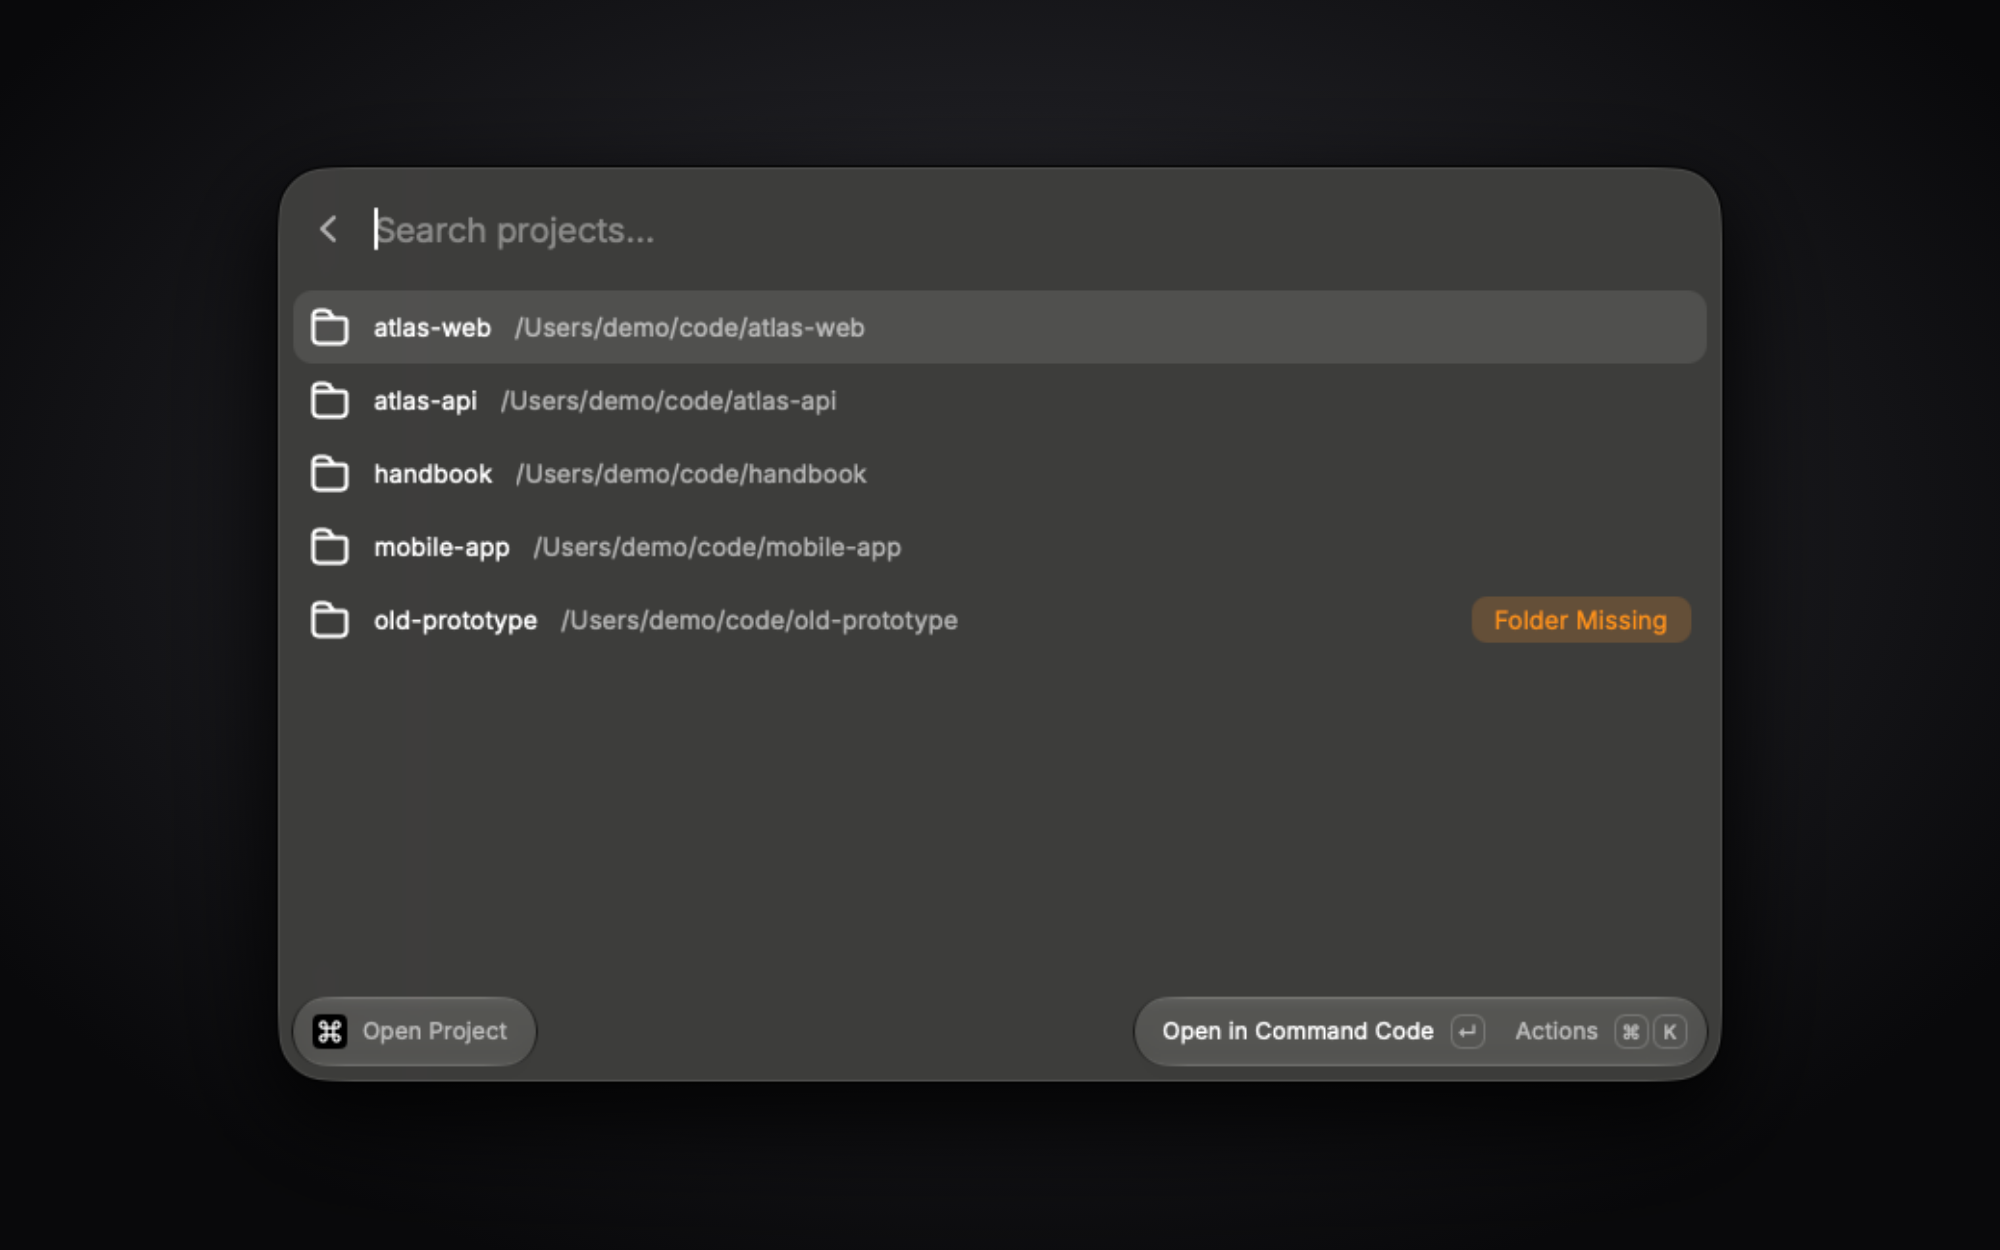 Search projects...
atlas-web /Users/demo/code/atlas-web
atlas-api /Users/demo/code/atlas-api
handbook /Users/demo/code/handbook
mobile-app /Users/demo/code/mobile-app
old-prototype /Users/demo/code/old-prototype Folder Missing
⌘ Open Project Open in Command Code ↵ Actions ⌘ K